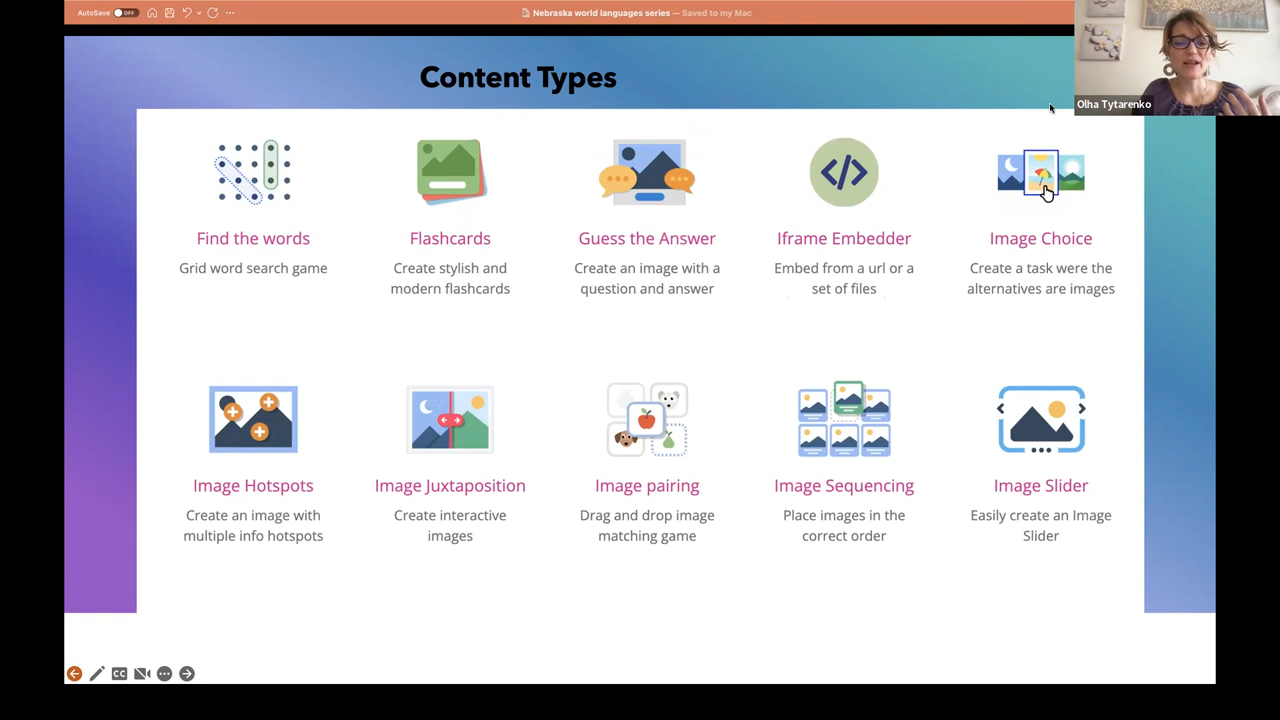 AutoSave OFF
Nebraska world languages series — Saved to my Mac
Olha Tytarenko
Content Types
Find the words
Grid word search game
Flashcards
Create stylish and
modern flashcards
Guess the Answer
Create an image with a
question and answer
Iframe Embedder
Embed from a url or a
set of files
Image Choice
Create a task were the
alternatives are images
Image Hotspots
Create an image with
multiple info hotspots
Image Juxtaposition
Create interactive
images
Image pairing
Drag and drop image
matching game
Image Sequencing
Place images in the
correct order
Image Slider
Easily create an Image
Slider
CC